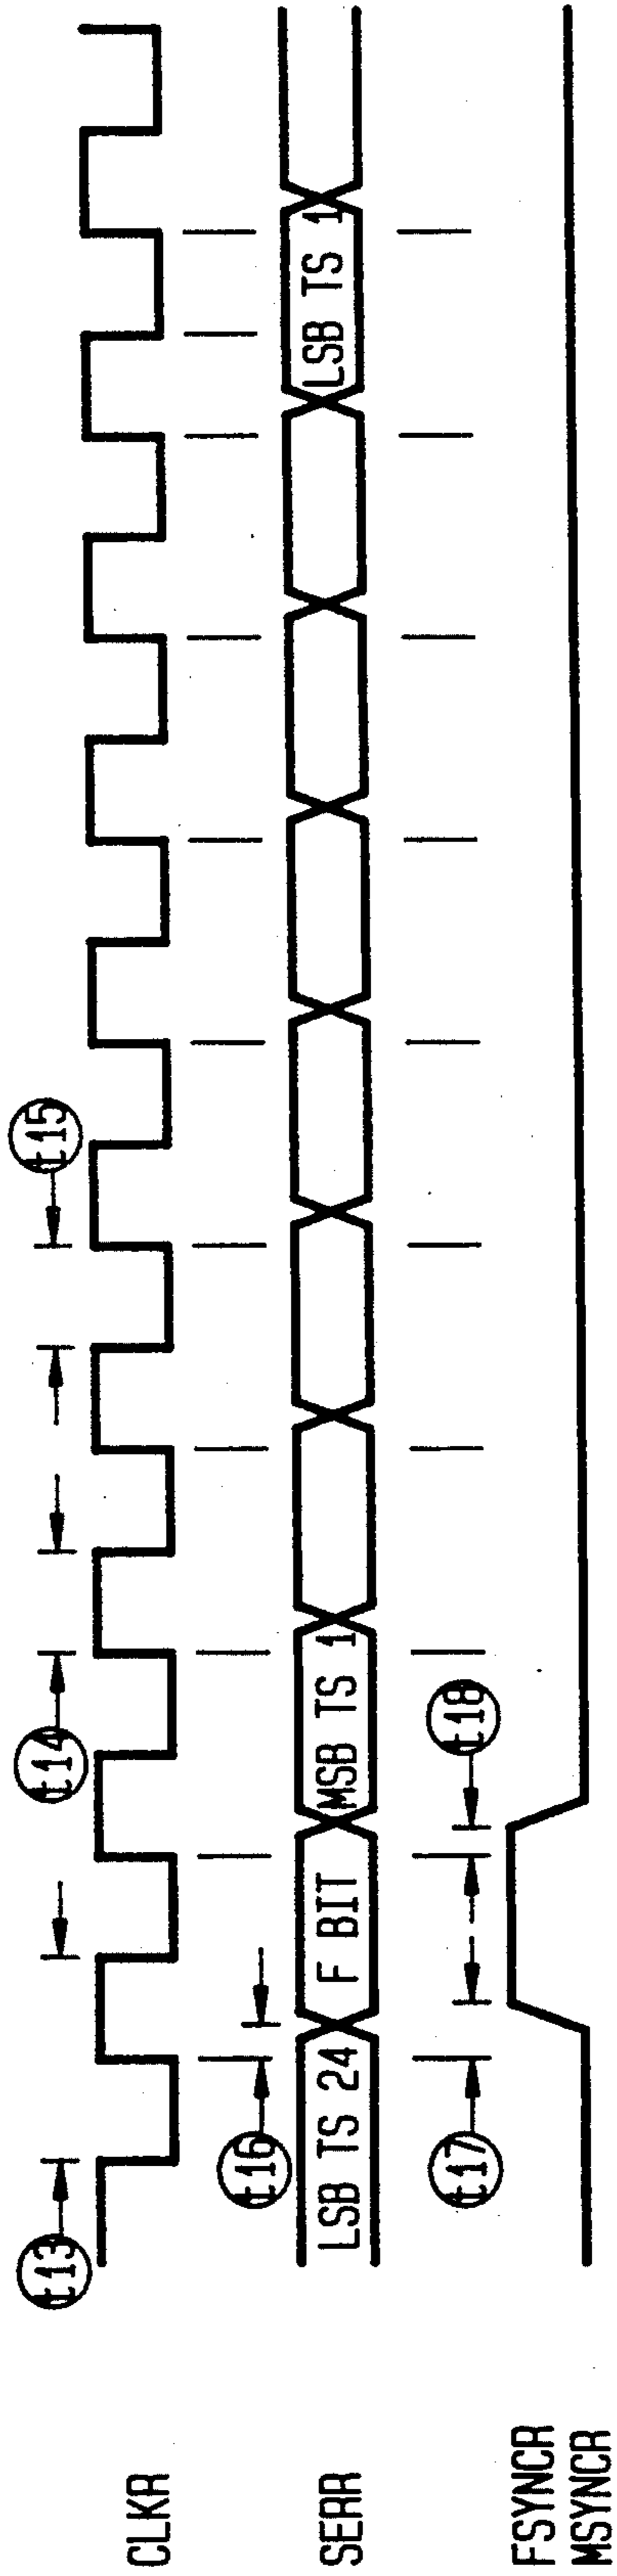 t13
t14
t15
CLKR
t16
SERR
LSB TS 24
F BIT
MSB TS 1
LSB TS 1
t17
t18
FSYNCR
MSYNCR